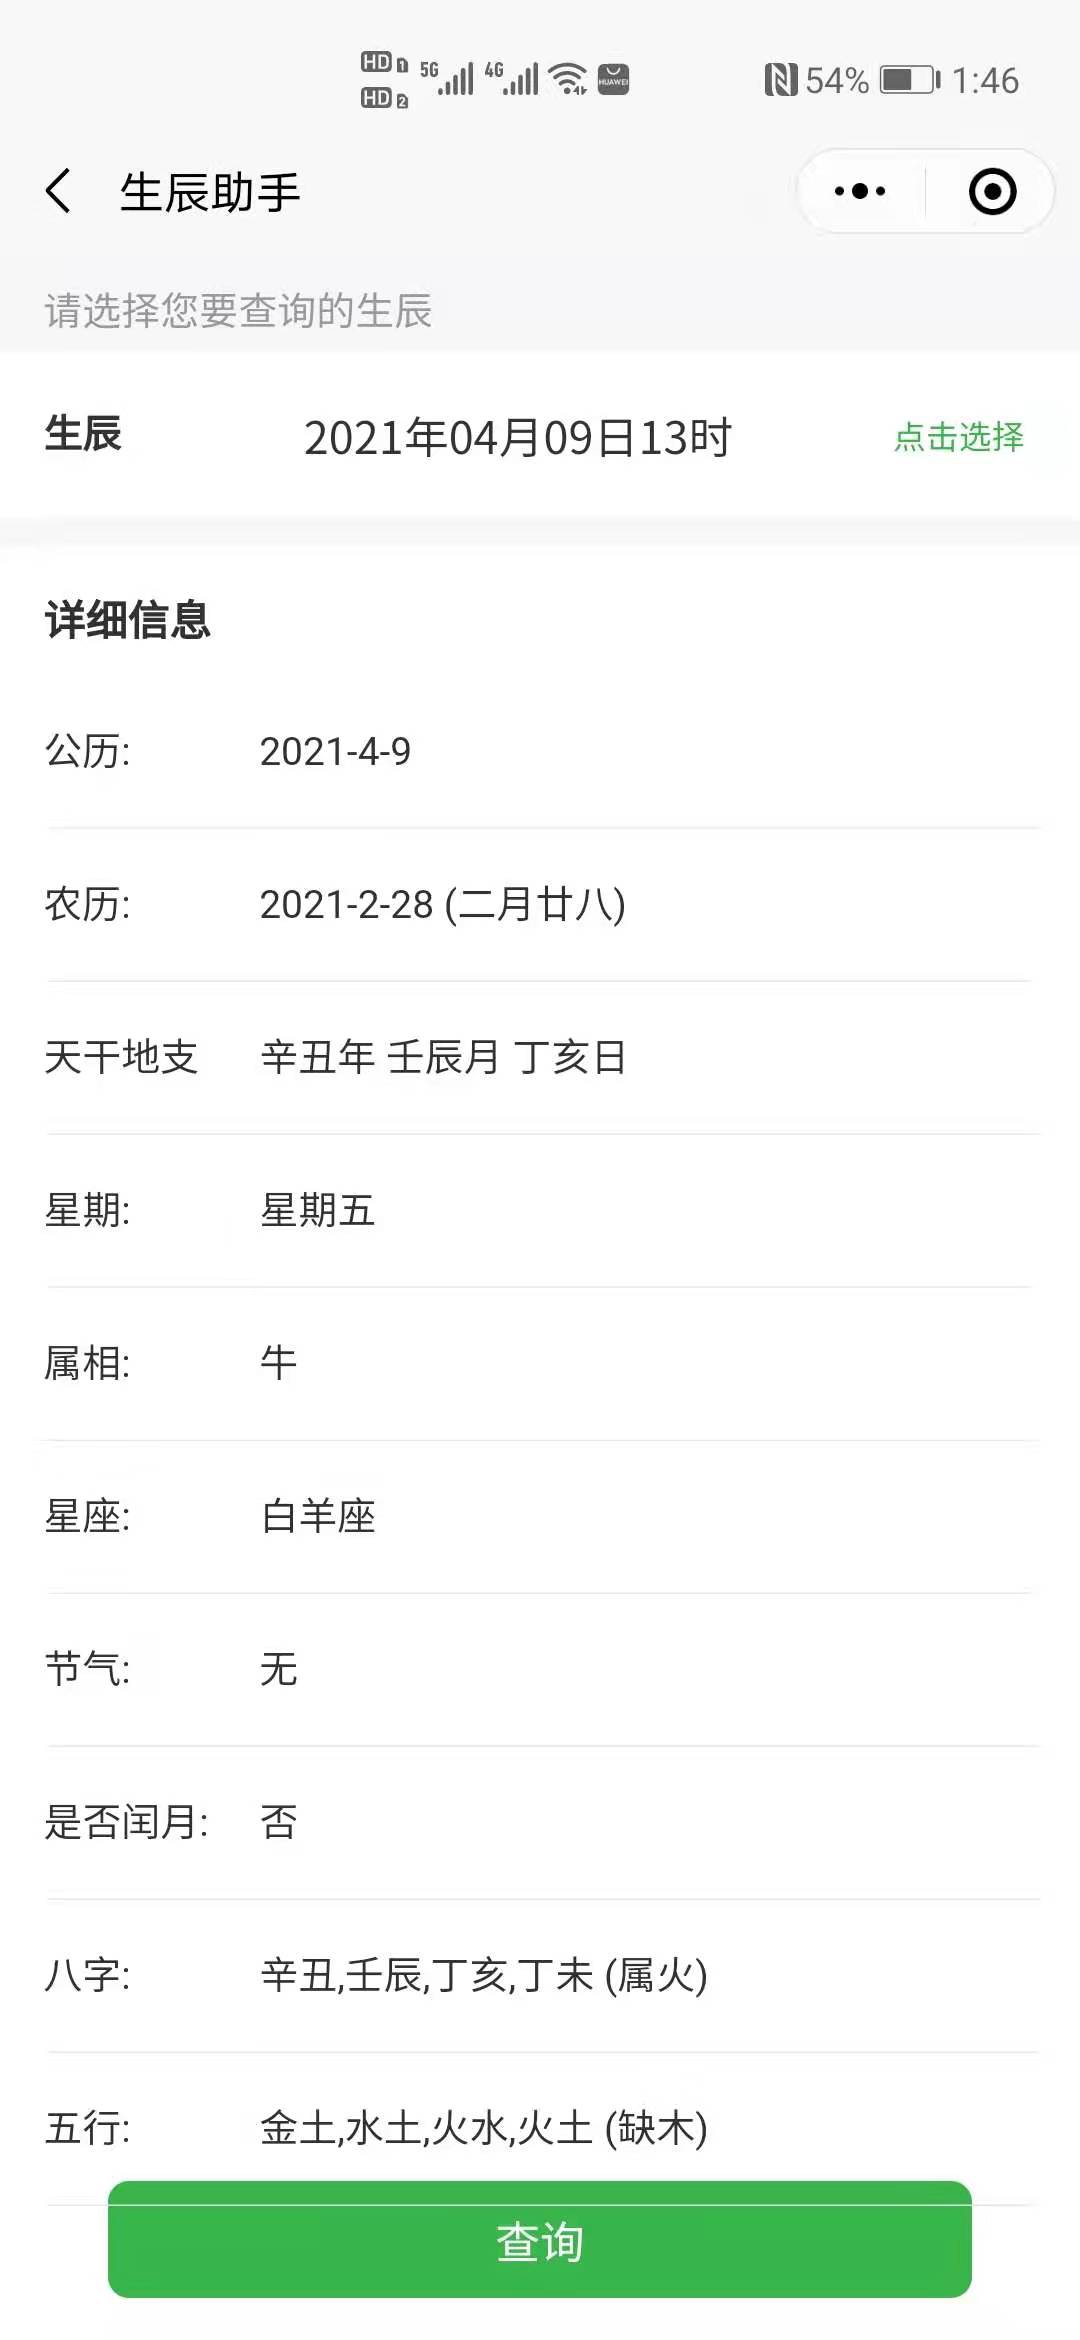 HD 1 5G 4G HUAWEI 54% 1:46
HD 2
生辰助手
请选择您要查询的生辰
生辰 2021年04月09日13时 点击选择
详细信息
公历: 2021-4-9
农历: 2021-2-28 (二月廿八)
天干地支 辛丑年 壬辰月 丁亥日
星期: 星期五
属相: 牛
星座: 白羊座
节气: 无
是否闰月: 否
八字: 辛丑,壬辰,丁亥,丁未 (属火)
五行: 金土,水土,火水,火土 (缺木)
查询